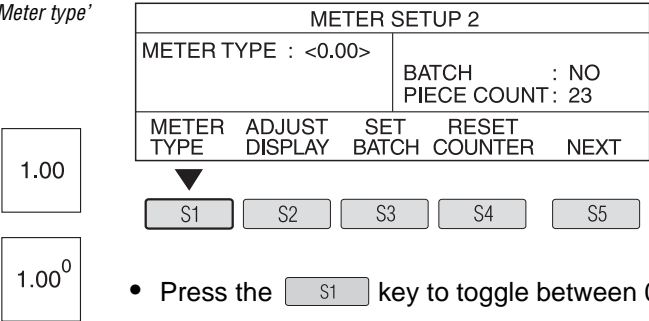 Meter type'
METER SETUP 2
METER TYPE : <0.00>
BATCH : NO
PIECE COUNT : 23
METER TYPE
ADJUST DISPLAY
SET BATCH
RESET COUNTER
NEXT
1.00
S1 S2 S3 S4 S5
1.00⁰
• Press the S1 key to toggle between